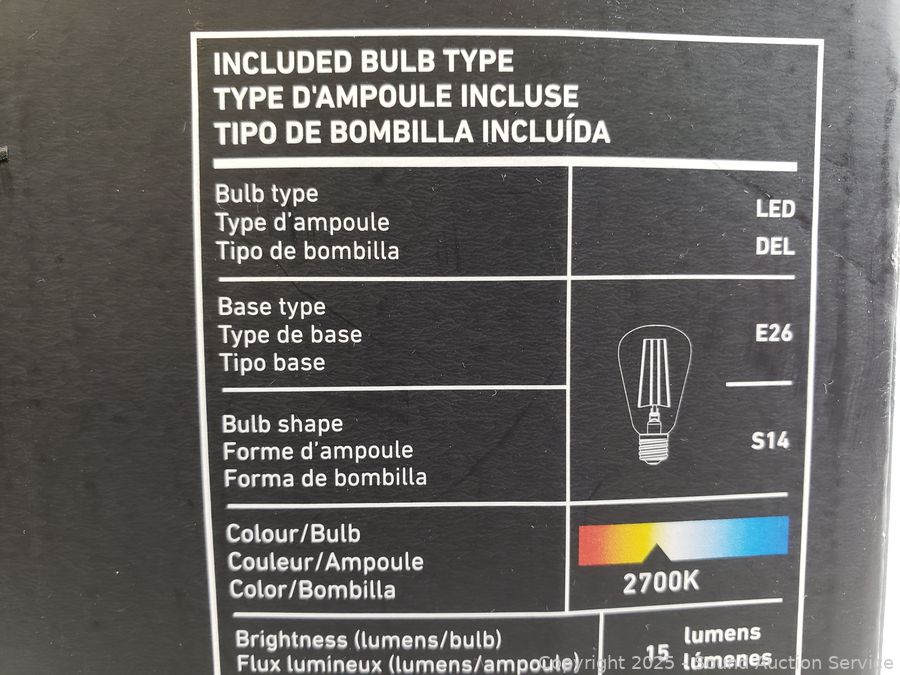 INCLUDED BULB TYPE
TYPE D'AMPOULE INCLUSE
TIPO DE BOMBILLA INCLUÍDA
Bulb type
Type d'ampoule
Tipo de bombilla
LED
DEL
Base type
Type de base
Tipo base
E26
Bulb shape
Forme d'ampoule
Forma de bombilla
S14
Colour/Bulb
Couleur/Ampoule
Color/Bombilla
2700K
Brightness (lumens/bulb)
Flux lumineux (lumens/ampoule)
15 lumens
lúmenes
Copyright 2025 - Sound Auction Service